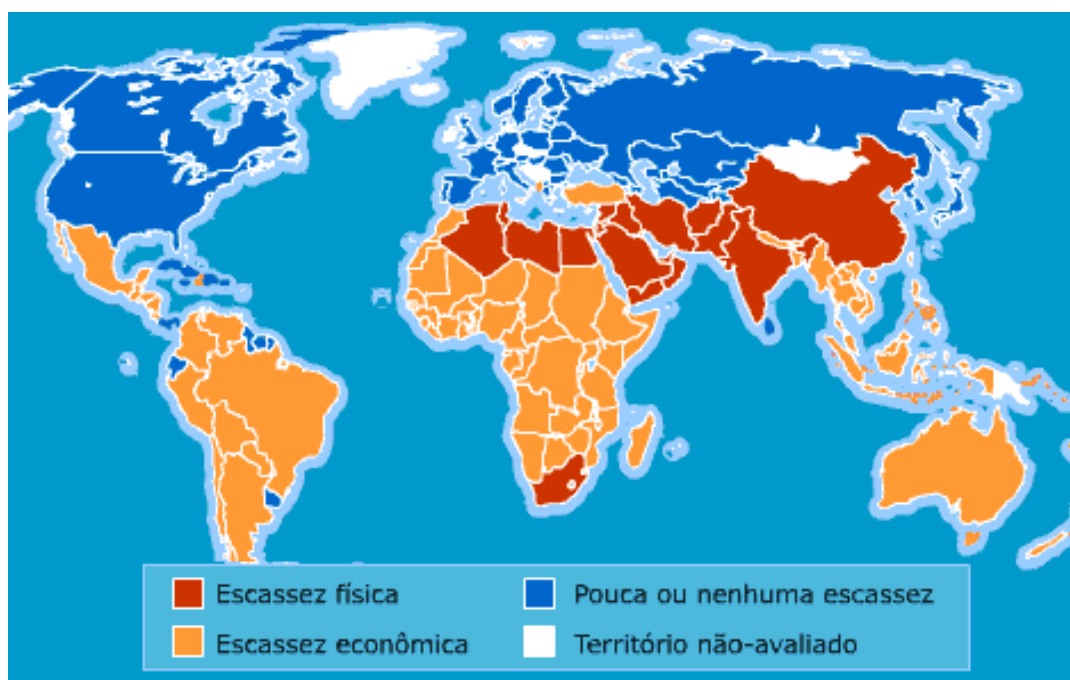 Escassez física
Pouca ou nenhuma escassez
Escassez econômica
Território não-avaliado